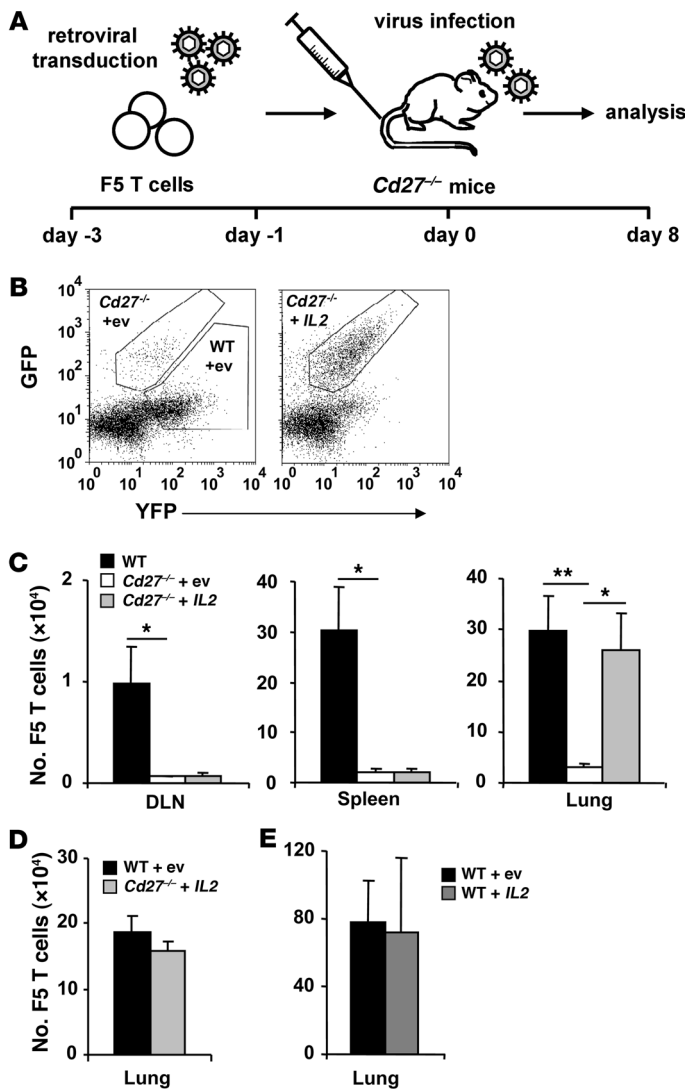 A
retroviral
transduction
virus infection
analysis
F5 T cells
Cd27–/– mice
day -3
day -1
day 0
day 8
B
GFP
10⁴
10³
10²
10¹
10⁰
Cd27-/-
+ev
WT
+ev
Cd27-/-
+ IL2
10⁰ 10¹ 10² 10³ 10⁴
10⁰ 10¹ 10² 10³ 10⁴
YFP
C
WT
Cd27–/– + ev
Cd27–/– + IL2
No. F5 T cells (×10⁴)
2
1
0
*
DLN
40
30
20
10
0
*
Spleen
40
30
20
10
0
**
*
Lung
D
No. F5 T cells (×10⁴)
30
20
10
0
WT + ev
Cd27–/– + IL2
Lung
E
120
80
40
0
WT + ev
WT + IL2
Lung